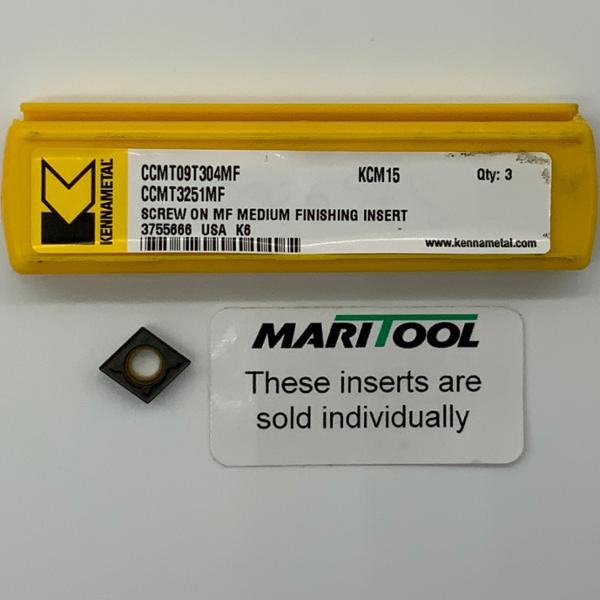 KENNAMETAL
CCMT09T304MF KCM15 Qty: 3
CCMT3251MF
SCREW ON MF MEDIUM FINISHING INSERT
3755666 USA K6
www.kennametal.com
MARITOOL
These inserts are
sold individually